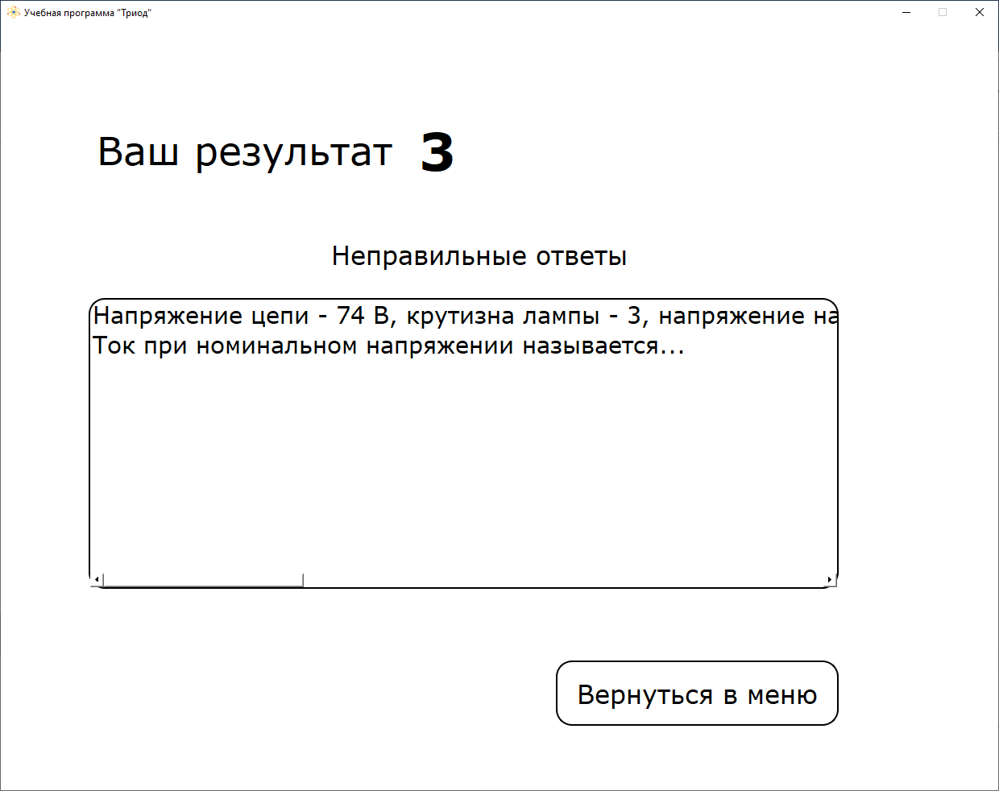 Учебная программа "Триод"
Ваш результат 3
Неправильные ответы
Напряжение цепи - 74 В, крутизна лампы - 3, напряжение на
Ток при номинальном напряжении называется...
Вернуться в меню